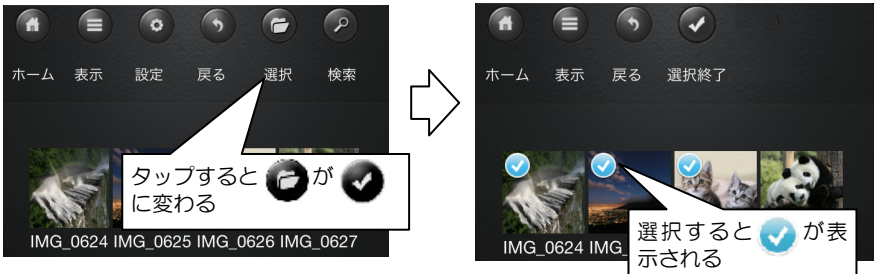 ホーム 表示 設定 戻る 選択 検索
タップすると が
に変わる
IMG_0624 IMG_0625 IMG_0626 IMG_0627
ホーム 表示 戻る 選択終了
選択すると が表
示される
IMG_0624 IMG_